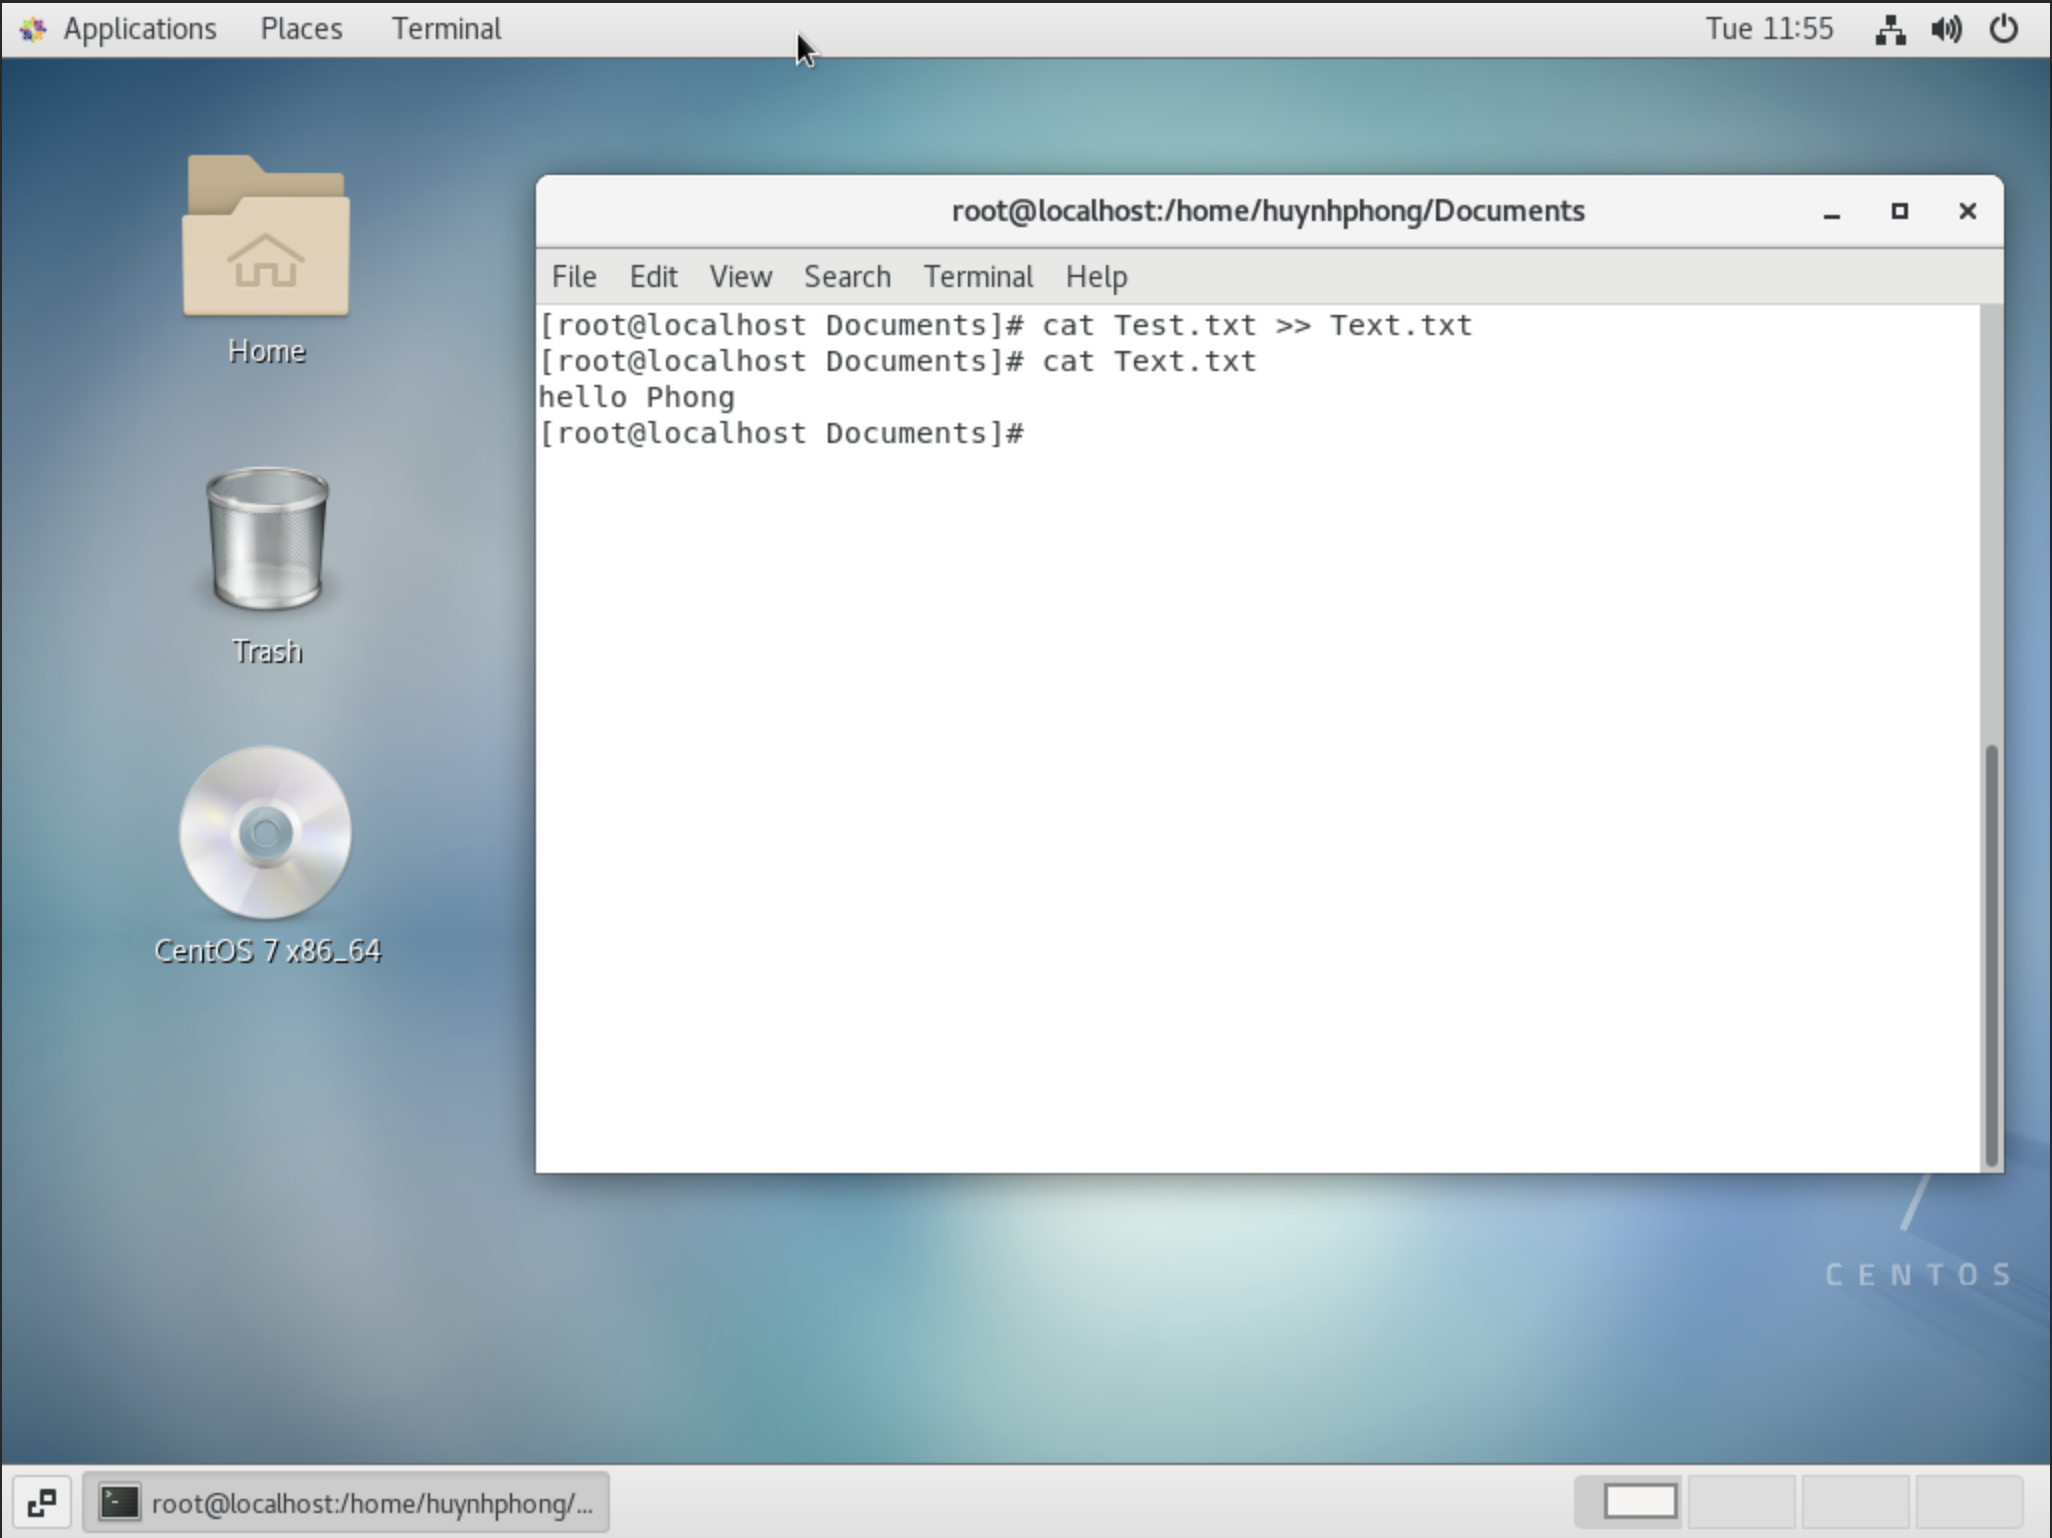 Applications Places Terminal Tue 11:55
Home
Trash
CentOS 7 x86_64
root@localhost:/home/huynhphong/Documents
File Edit View Search Terminal Help
[root@localhost Documents]# cat Test.txt >> Text.txt
[root@localhost Documents]# cat Text.txt
hello Phong
[root@localhost Documents]#
CENTOS
root@localhost:/home/huynhphong/...